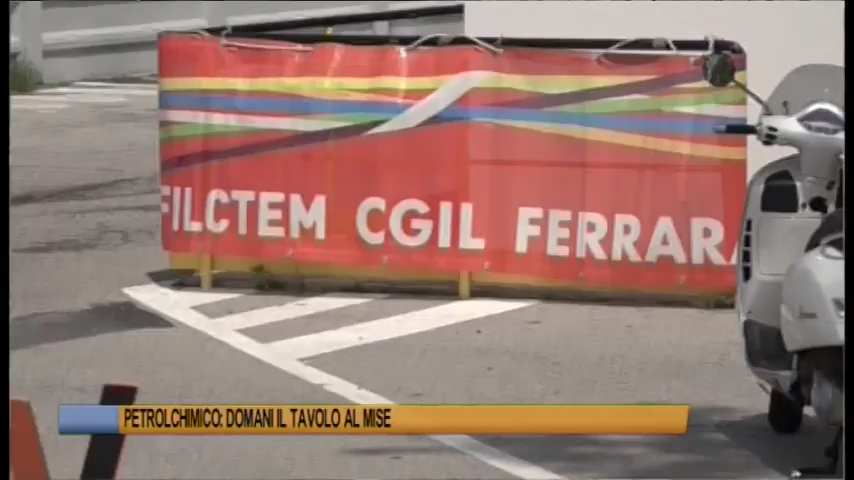 FILCTEM CGIL FERRARA
PETROLCHIMICO: DOMANI IL TAVOLO AL MISE